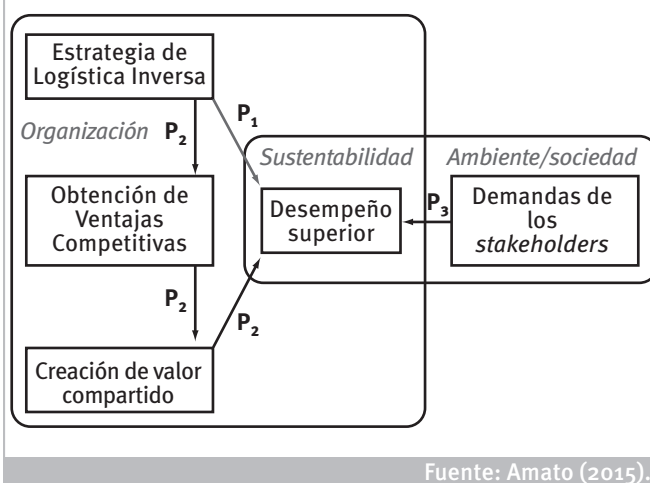 Estrategia de
Logística Inversa
P₁
Organización
P₂
Sustentabilidad
Ambiente/sociedad
Obtención de
Ventajas
Competitivas
Desempeño
superior
P₃
Demandas de
los
stakeholders
P₂
P₂
Creación de valor
compartido
Fuente: Amato (2015).